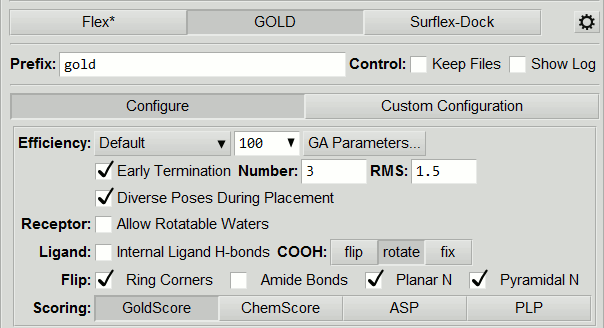 Flex* GOLD Surflex-Dock
Prefix: gold Control: Keep Files Show Log
Configure Custom Configuration
Efficiency: Default 100 GA Parameters...
Early Termination Number: 3 RMS: 1.5
Diverse Poses During Placement
Receptor: Allow Rotatable Waters
Ligand: Internal Ligand H-bonds COOH: flip rotate fix
Flip: Ring Corners Amide Bonds Planar N Pyramidal N
Scoring: GoldScore ChemScore ASP PLP